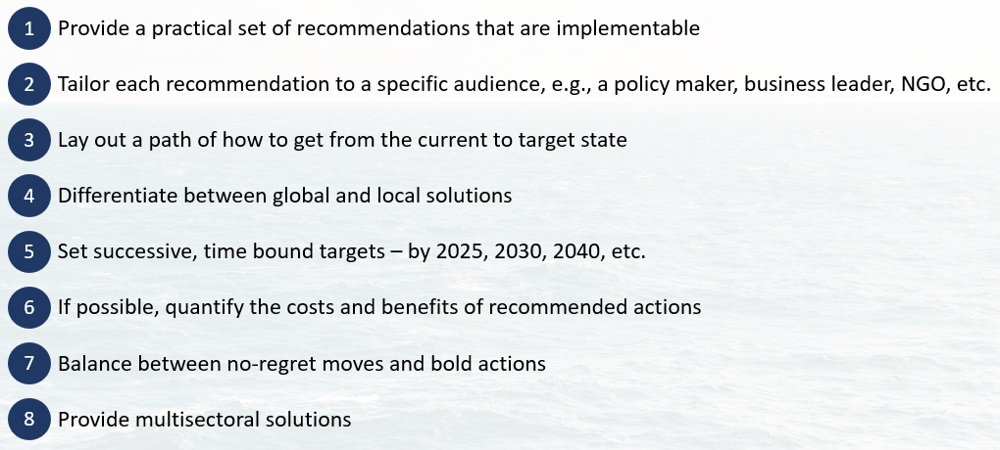 1 Provide a practical set of recommendations that are implementable
2 Tailor each recommendation to a specific audience, e.g., a policy maker, business leader, NGO, etc.
3 Lay out a path of how to get from the current to target state
4 Differentiate between global and local solutions
5 Set successive, time bound targets – by 2025, 2030, 2040, etc.
6 If possible, quantify the costs and benefits of recommended actions
7 Balance between no-regret moves and bold actions
8 Provide multisectoral solutions